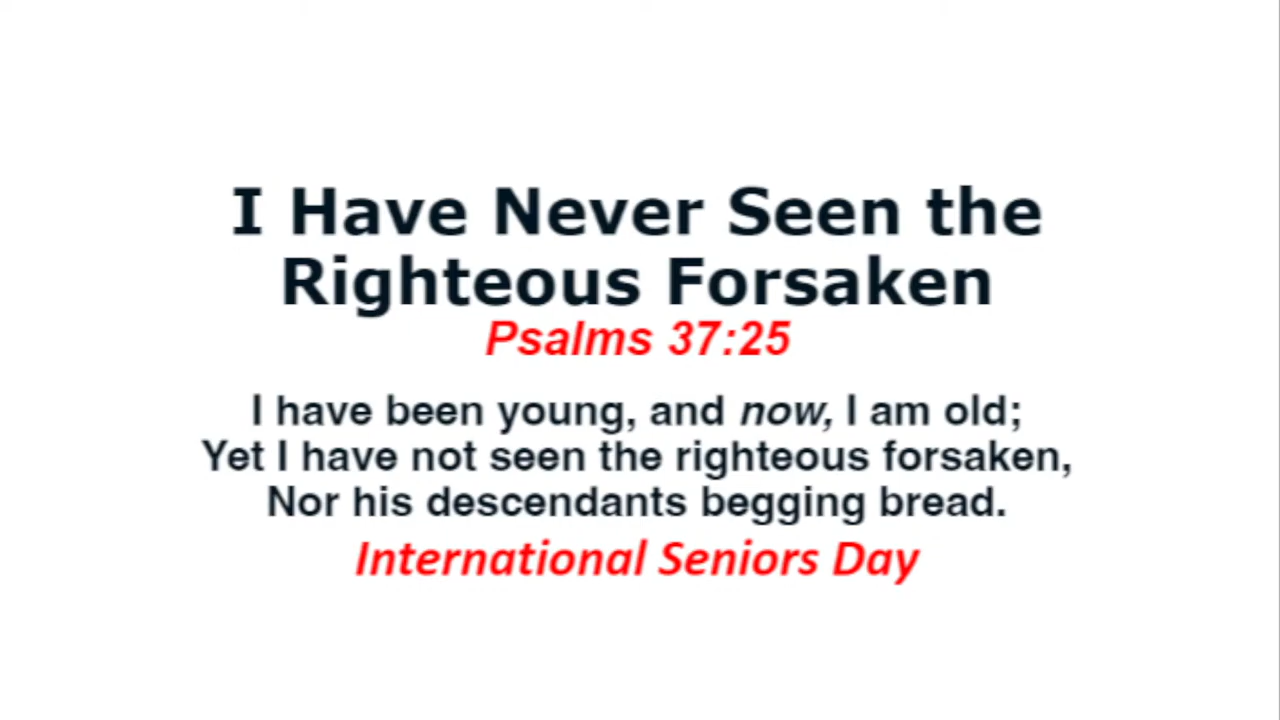 I Have Never Seen the
Righteous Forsaken
Psalms 37:25
I have been young, and now, I am old;
Yet I have not seen the righteous forsaken,
Nor his descendants begging bread.
International Seniors Day